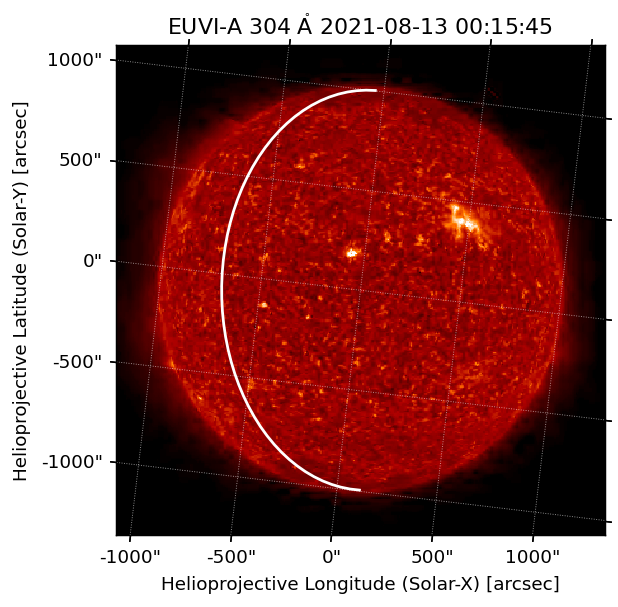 EUVI-A 304 Å 2021-08-13 00:15:45
1000"
500"
0"
-500"
-1000"
Helioprojective Latitude (Solar-Y) [arcsec]
-1000" -500" 0" 500" 1000"
Helioprojective Longitude (Solar-X) [arcsec]